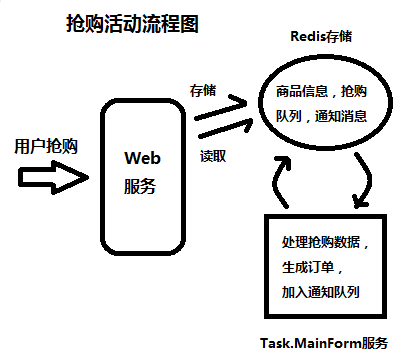 抢购活动流程图
Redis存储
商品信息，抢购
队列，通知消息
存储
读取
用户抢购
Web
服务
处理抢购数据，
生成订单，
加入通知队列
Task.MainForm服务